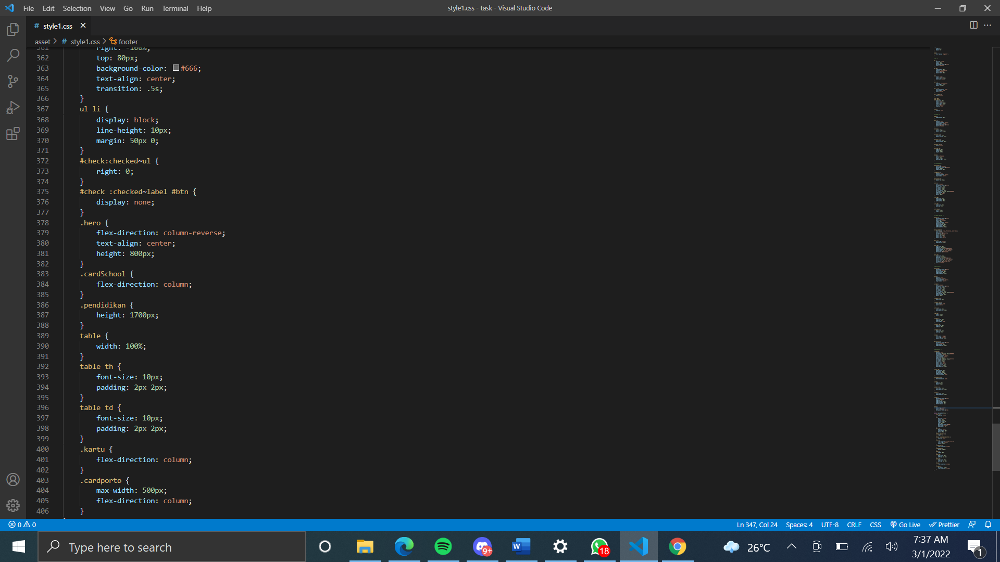 File Edit Selection View Go Run Terminal Help
style1.css - task - Visual Studio Code
# style1.css
asset > # style1.css > footer
361 right: -100%;
362 top: 80px;
363 background-color: #666;
364 text-align: center;
365 transition: .5s;
366 }
367 ul li {
368 display: block;
369 line-height: 10px;
370 margin: 50px 0;
371 }
372 #check:checked~ul {
373 right: 0;
374 }
375 #check :checked~label #btn {
376 display: none;
377 }
378 .hero {
379 flex-direction: column-reverse;
380 text-align: center;
381 height: 800px;
382 }
383 .cardSchool {
384 flex-direction: column;
385 }
386 .pendidikan {
387 height: 1700px;
388 }
389 table {
390 width: 100%;
391 }
392 table th {
393 font-size: 10px;
394 padding: 2px 2px;
395 }
396 table td {
397 font-size: 10px;
398 padding: 2px 2px;
399 }
400 .kartu {
401 flex-direction: column;
402 }
403 .cardporto {
404 max-width: 500px;
405 flex-direction: column;
406 }
0 0 Ln 347, Col 24 Spaces: 4 UTF-8 CRLF CSS Go Live Prettier
Type here to search
9+
18
26°C
7:37 AM
3/1/2022
1